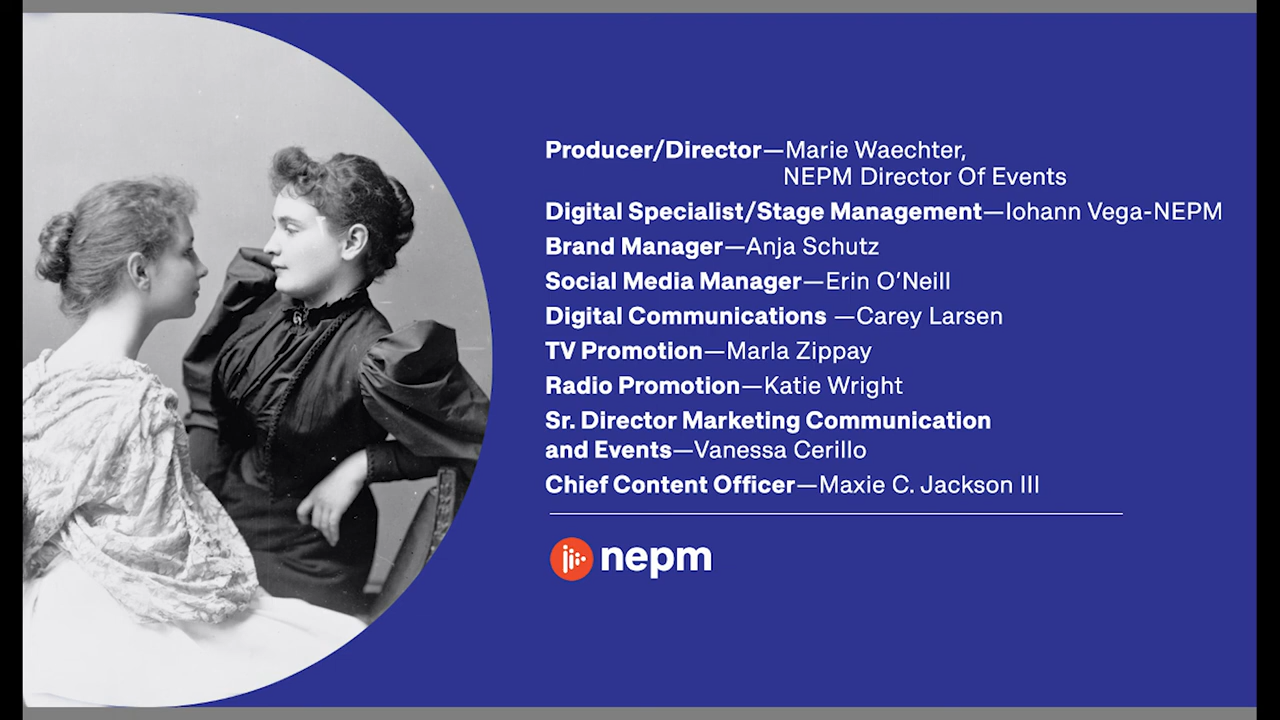 Producer/Director—Marie Waechter,
NEPM Director Of Events
Digital Specialist/Stage Management—Iohann Vega-NEPM
Brand Manager—Anja Schutz
Social Media Manager—Erin O’Neill
Digital Communications —Carey Larsen
TV Promotion—Marla Zippay
Radio Promotion—Katie Wright
Sr. Director Marketing Communication
and Events—Vanessa Cerillo
Chief Content Officer—Maxie C. Jackson III
nepm